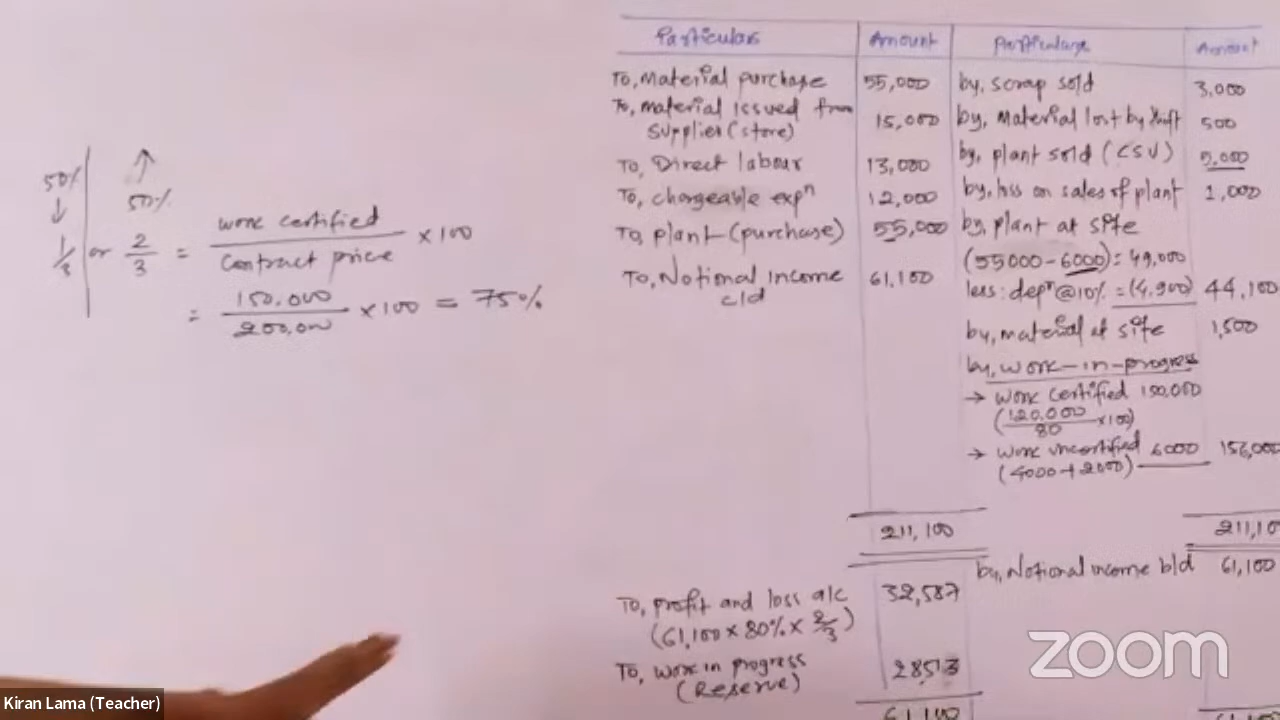 50%
↓
1/3 or 2/3 = work certified / contract price × 100
↑
50%
= 150,000 / 200,000 × 100 = 75%
Particulars Amount Particulars Amount
To, Material purchase 55,000 by, scrap sold 3,000
To, material issued from 15,000 by, Material lost by theft 500
supplier (store)
To, Direct labour 13,000 by, plant sold (CSV) 5,000
To, chargeable expⁿ 12,000 by, loss on sales of plant 1,000
To, plant (purchase) 55,000 by, plant at site
(55000-6000) = 49,000
To, Notional Income 61,100 less: depⁿ @10% = (4,900) 44,100
c/d
by, material at site 1,500
by, work-in-progress
→ work certified 150,000
(120,000/80 ×100)
→ work uncertified 6000 156,000
(4000+2000)
211,100 211,10
by, Notional income b/d 61,100
To, profit and loss a/c 32,587
(61,100 × 80% × 2/3)
To, work in progress 28,513
(Reserve)
61,100 61,100
zoom
Kiran Lama (Teacher)